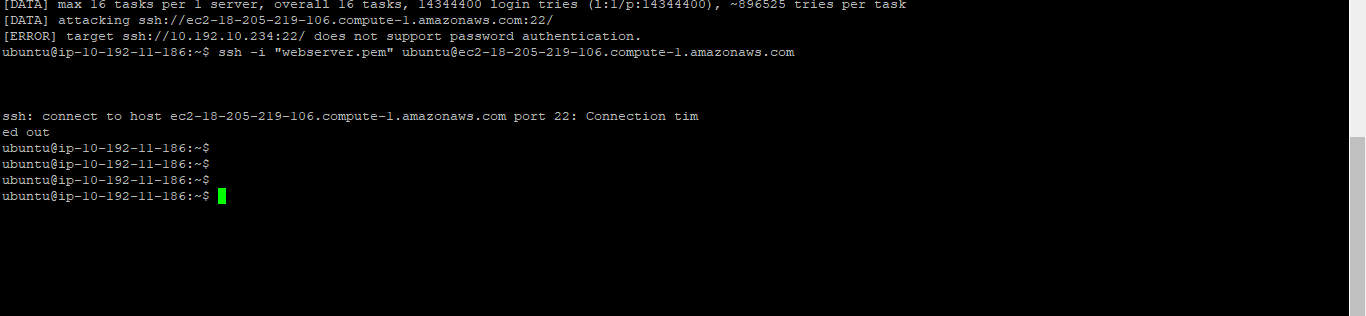 [DATA] max 16 tasks per 1 server, overall 16 tasks, 14344400 login tries (l:1/p:14344400), ~896525 tries per task
[DATA] attacking ssh://ec2-18-205-219-106.compute-1.amazonaws.com:22/
[ERROR] target ssh://10.192.10.234:22/ does not support password authentication.
ubuntu@ip-10-192-11-186:~$ ssh -i "webserver.pem" ubuntu@ec2-18-205-219-106.compute-1.amazonaws.com
ssh: connect to host ec2-18-205-219-106.compute-1.amazonaws.com port 22: Connection tim
ed out
ubuntu@ip-10-192-11-186:~$
ubuntu@ip-10-192-11-186:~$
ubuntu@ip-10-192-11-186:~$
ubuntu@ip-10-192-11-186:~$